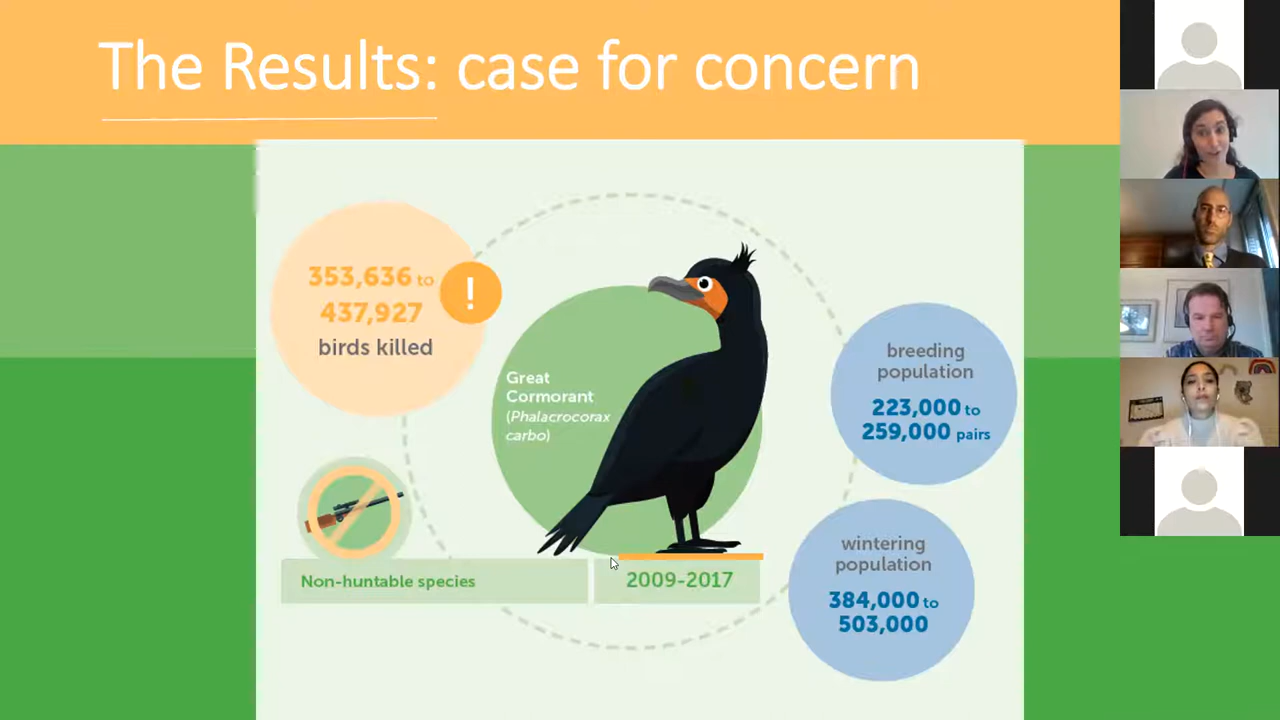 The Results: case for concern
353,636 to
437,927
birds killed
!
Great
Cormorant
(Phalacrocorax
carbo)
breeding
population
223,000 to
259,000 pairs
wintering
population
384,000 to
503,000
Non-huntable species
2009-2017